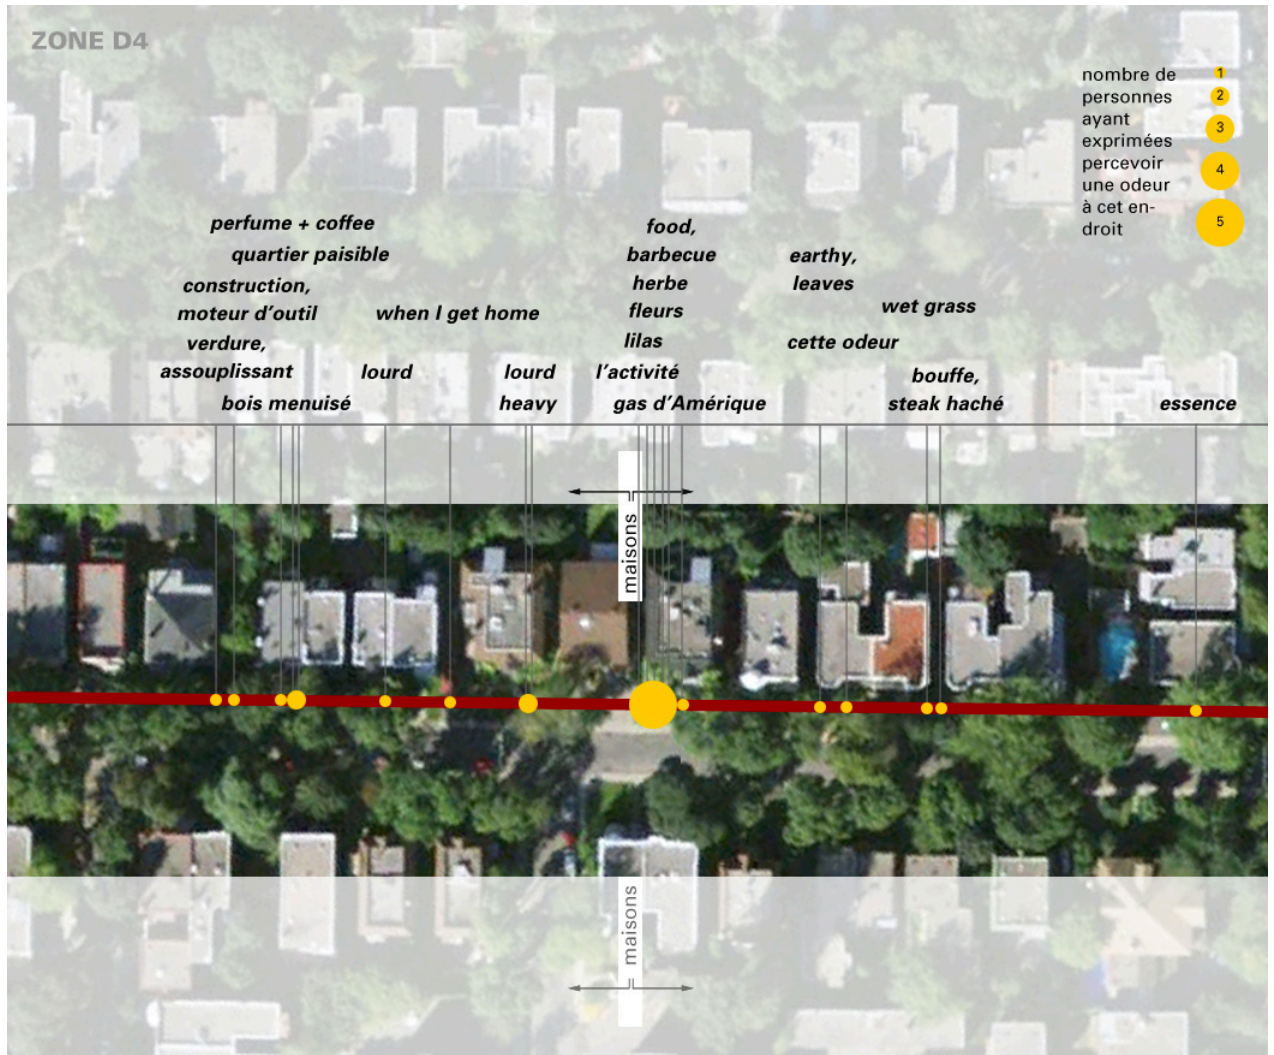 ZONE D4
nombre de
personnes
ayant
exprimées
percevoir
une odeur
à cet en-
droit
1
2
3
4
5
perfume + coffee
quartier paisible
construction,
moteur d'outil
verdure,
assouplissant
bois menuisé
when I get home
lourd
lourd
heavy
food,
barbecue
herbe
fleurs
lilas
l'activité
gas d'Amérique
earthy,
leaves
cette odeur
wet grass
bouffe,
steak haché
essence
maisons
maisons